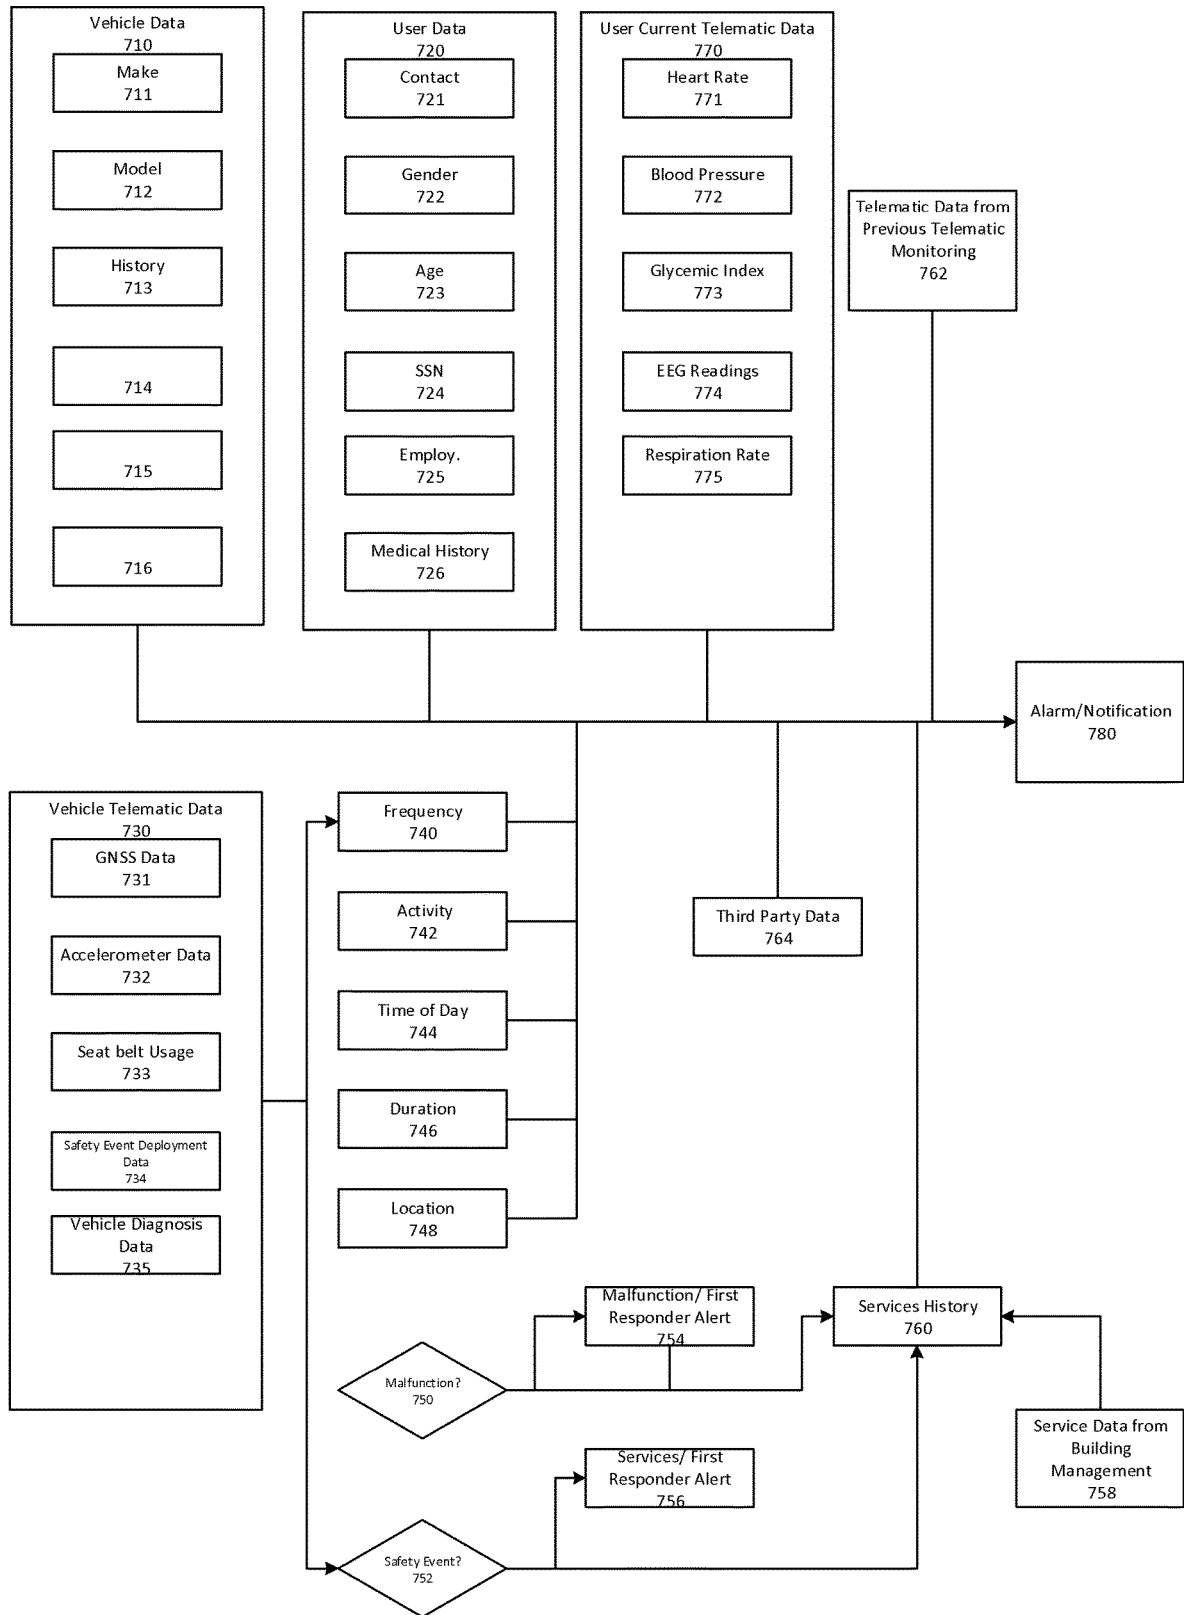 Vehicle Data
710
Make
711
Model
712
History
713
714
715
716
User Data
720
Contact
721
Gender
722
Age
723
SSN
724
Employ.
725
Medical History
726
User Current Telematic Data
770
Heart Rate
771
Blood Pressure
772
Glycemic Index
773
EEG Readings
774
Respiration Rate
775
Telematic Data from
Previous Telematic
Monitoring
762
Alarm/Notification
780
Vehicle Telematic Data
730
GNSS Data
731
Accelerometer Data
732
Seat belt Usage
733
Safety Event Deployment
Data
734
Vehicle Diagnosis
Data
735
Frequency
740
Activity
742
Time of Day
744
Duration
746
Location
748
Third Party Data
764
Malfunction/ First
Responder Alert
754
Services History
760
Malfunction?
750
Services/ First
Responder Alert
756
Service Data from
Building
Management
758
Safety Event?
752